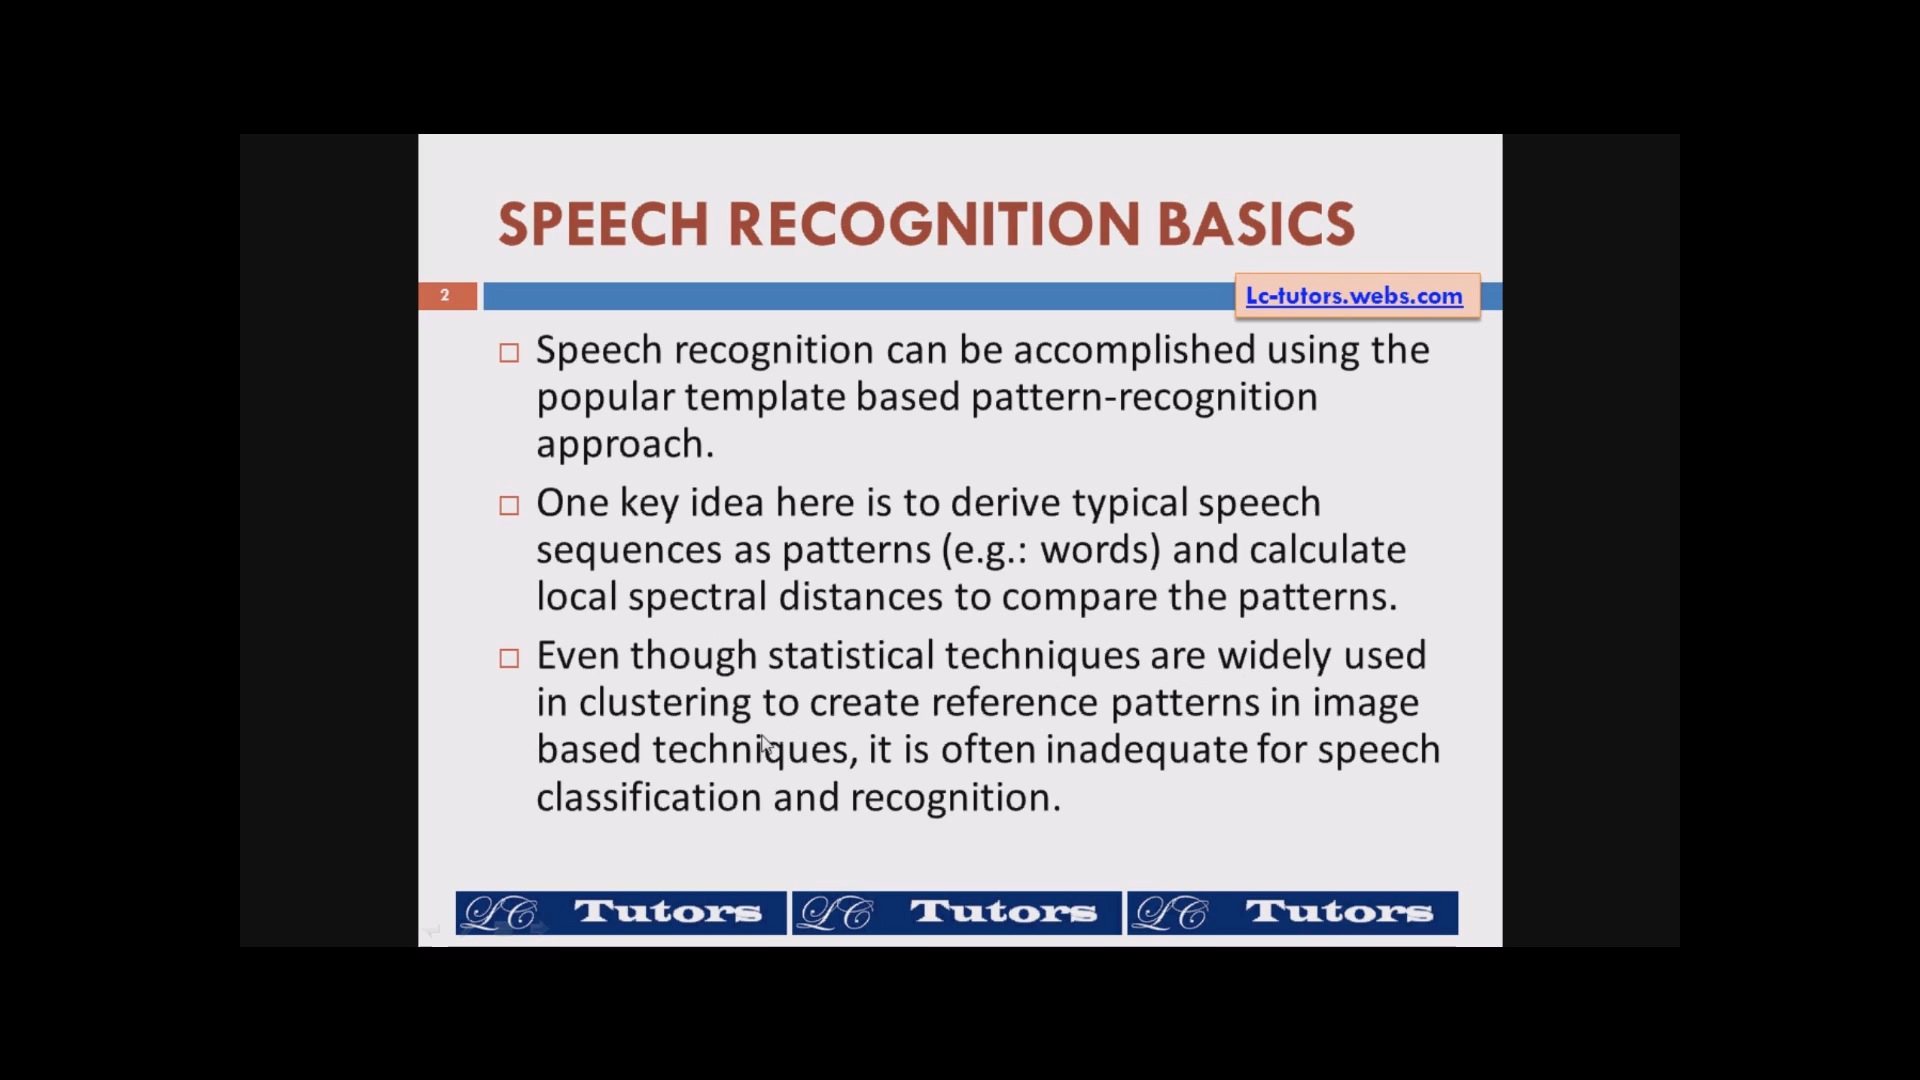 SPEECH RECOGNITION BASICS
2
Lc-tutors.webs.com
Speech recognition can be accomplished using the
popular template based pattern-recognition
approach.
One key idea here is to derive typical speech
sequences as patterns (e.g.: words) and calculate
local spectral distances to compare the patterns.
Even though statistical techniques are widely used
in clustering to create reference patterns in image
based techniques, it is often inadequate for speech
classification and recognition.
LC Tutors LC Tutors LC Tutors